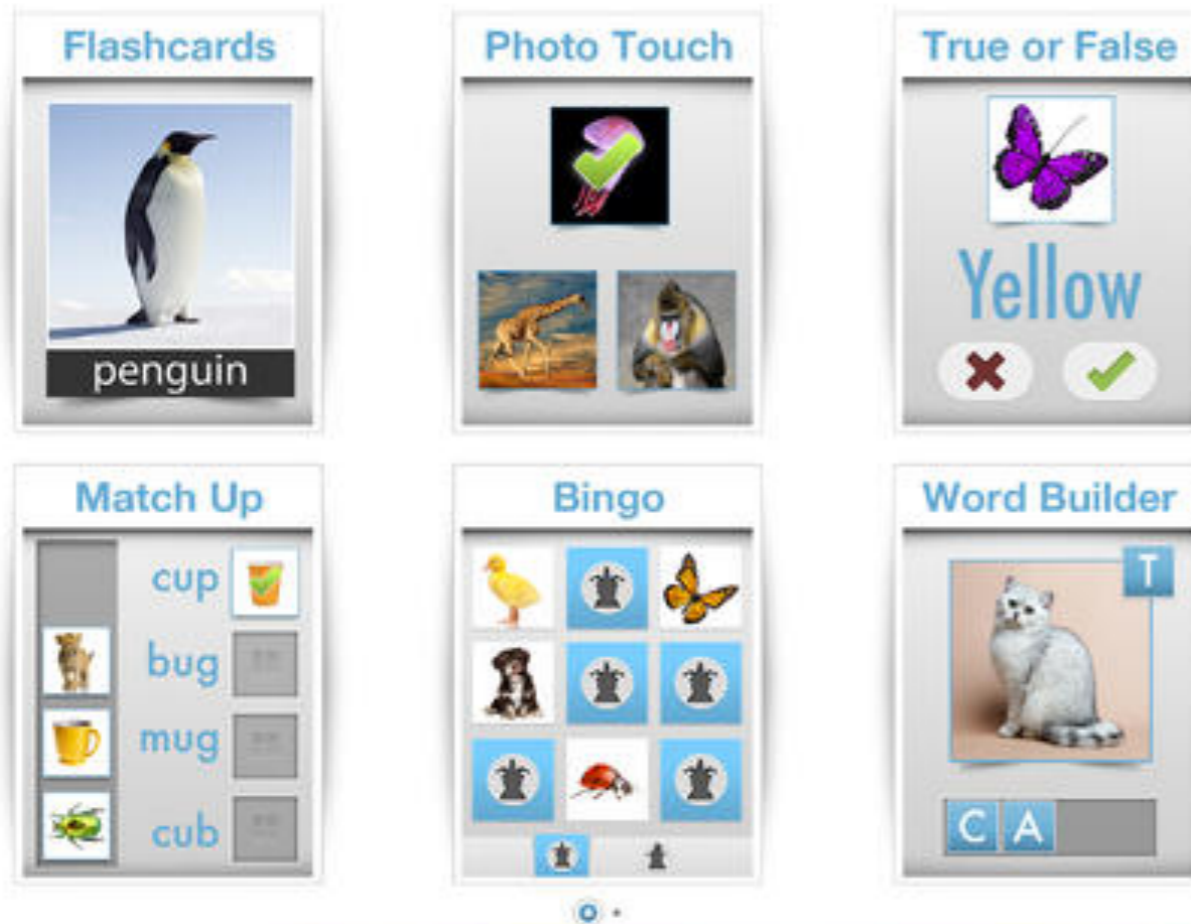 Flashcards
penguin
Photo Touch
True or False
Yellow
Match Up
cup
bug
mug
cub
Bingo
Word Builder
T
C A